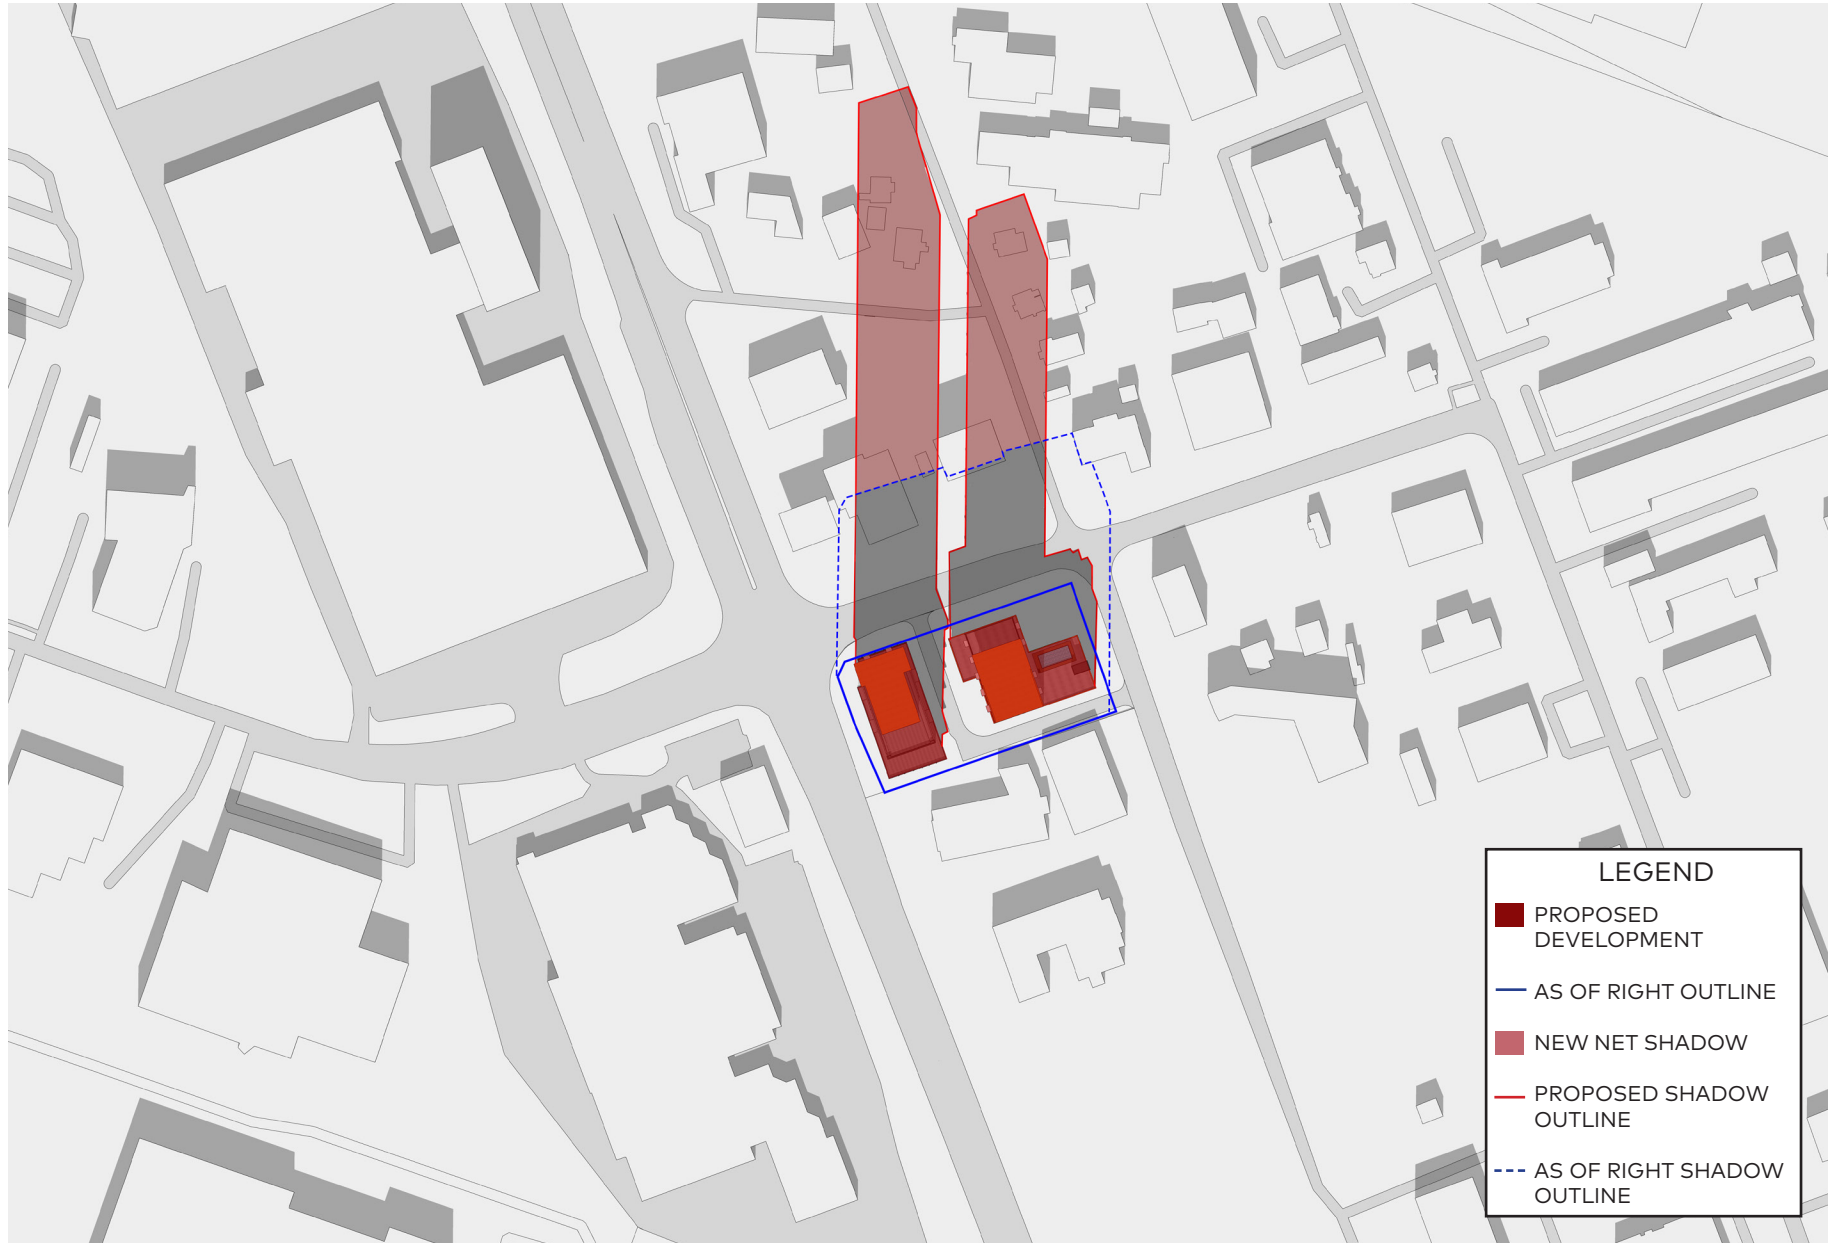 LEGEND
PROPOSED
DEVELOPMENT
AS OF RIGHT OUTLINE
NEW NET SHADOW
PROPOSED SHADOW
OUTLINE
AS OF RIGHT SHADOW
OUTLINE